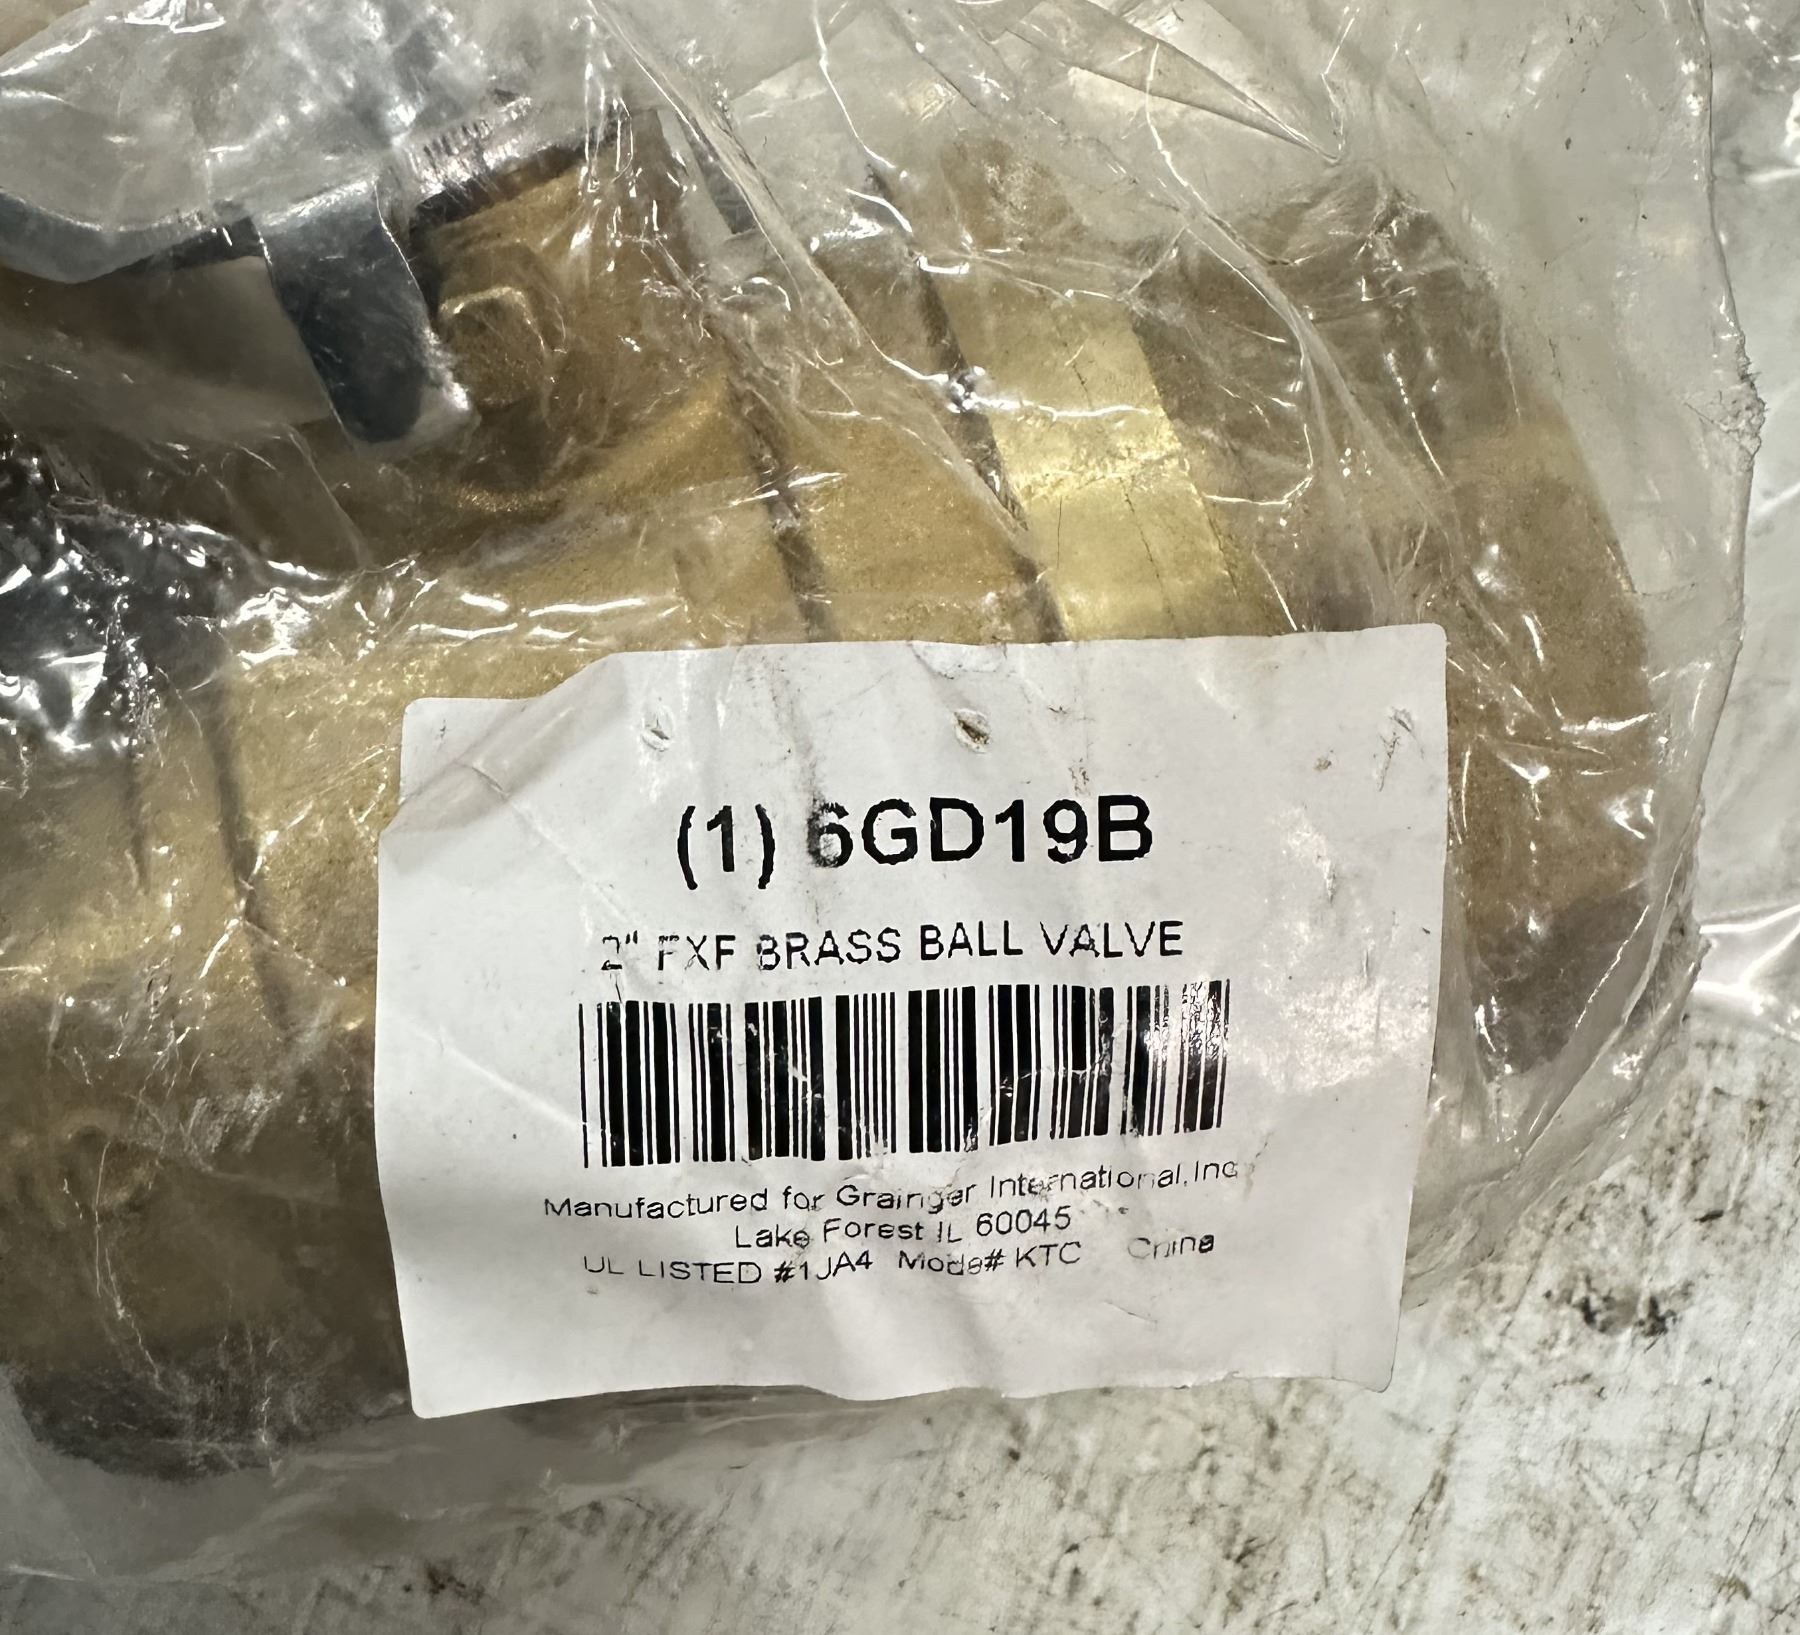 (1) 6GD19B
2" FXF BRASS BALL VALVE
Manufactured for Grainger International,Inc
Lake Forest IL 60045
UL LISTED #1JA4 Mode# KTC China